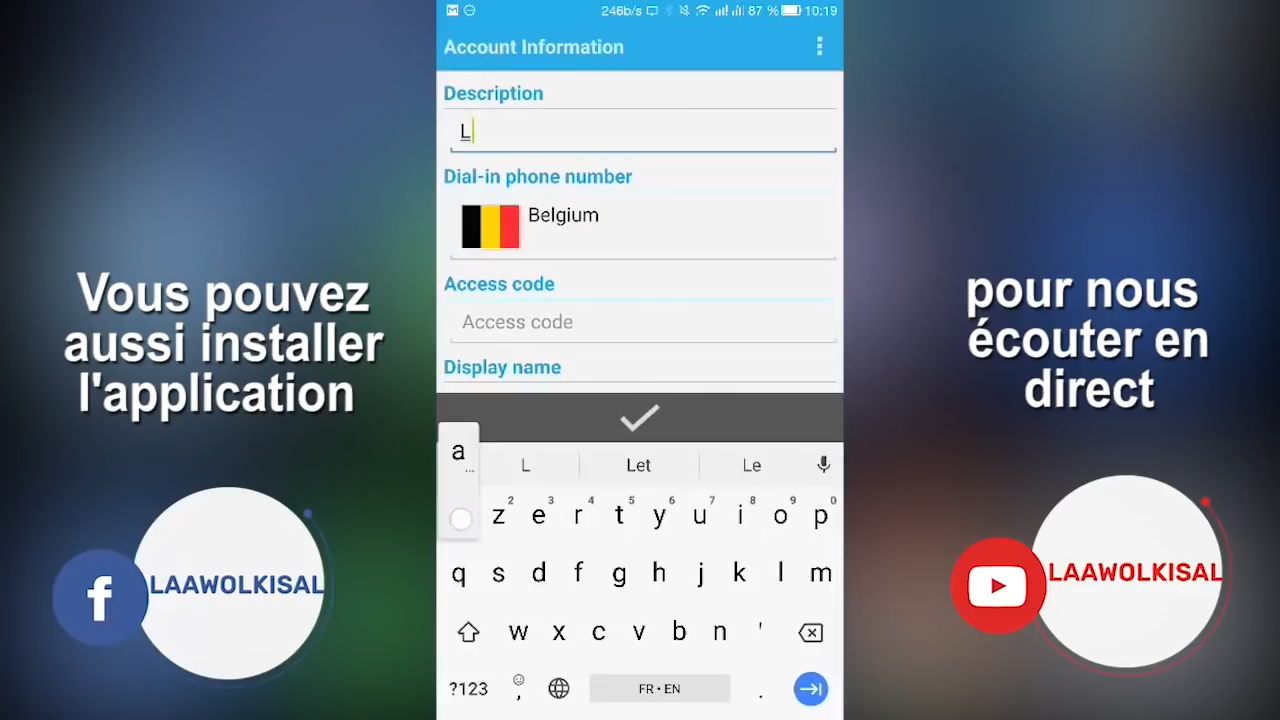 246b/s 87 % 10:19
Account Information
Description
L
Dial-in phone number
Belgium
Access code
Access code
Display name
Vous pouvez
aussi installer
l'application
pour nous
écouter en
direct
f LAAWOLKISAL
LAAWOLKISAL
a
...
L Let Le
2 3 4 5 6 7 8 9 0
z e r t y u i o p
q s d f g h j k l m
w x c v b n '
?123 , FR • EN .